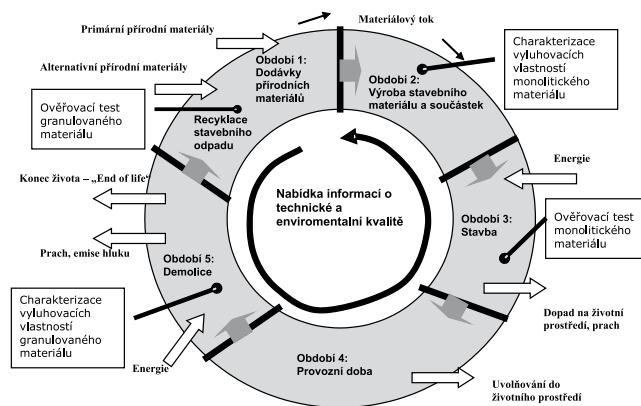 Primární přírodní materiály
Materiálový tok
Období 1:
Dodávky
přírodních
materiálů
Alternativní přírodní materiály
Recyklace
stavebního
odpadu
Období 2:
Výroba stavebního
materiálu a součástek
Charakterizace
vyluhovacích
vlastností
monolitického
materiálu
Ověřovací test
granulovaného
materiálu
Energie
Konec života – „End of life“
Nabídka informací o
technické a
enviromentalní kvalitě
Období 3:
Stavba
Ověřovací test
monolitického
materiálu
Prach, emise hluku
Období 5:
Demolice
Charakterizace
vyluhovacích
vlastností
granulovaného
materiálu
Dopad na životní
prostředí, prach
Energie
Období 4:
Provozní doba
Uvolňování do
životního prostředí